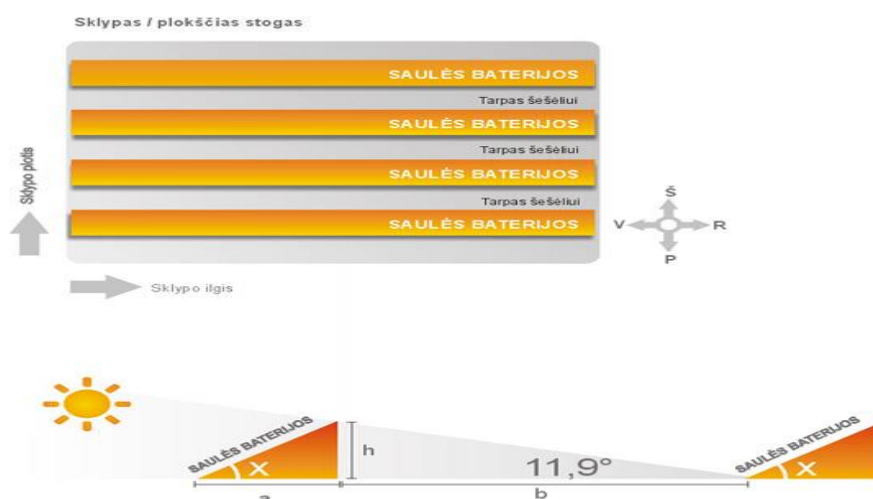 Sklypas / plokščias stogas
SAULĖS BATERIJOS
Tarpas šešėliui
SAULĖS BATERIJOS
Tarpas šešėliui
SAULĖS BATERIJOS
Tarpas šešėliui
SAULĖS BATERIJOS
Sklypo plotis
Sklypo ilgis
Š
V
R
P
SAULĖS BATERIJOS
X
h
11,9°
SAULĖS BATERIJOS
X
a
b